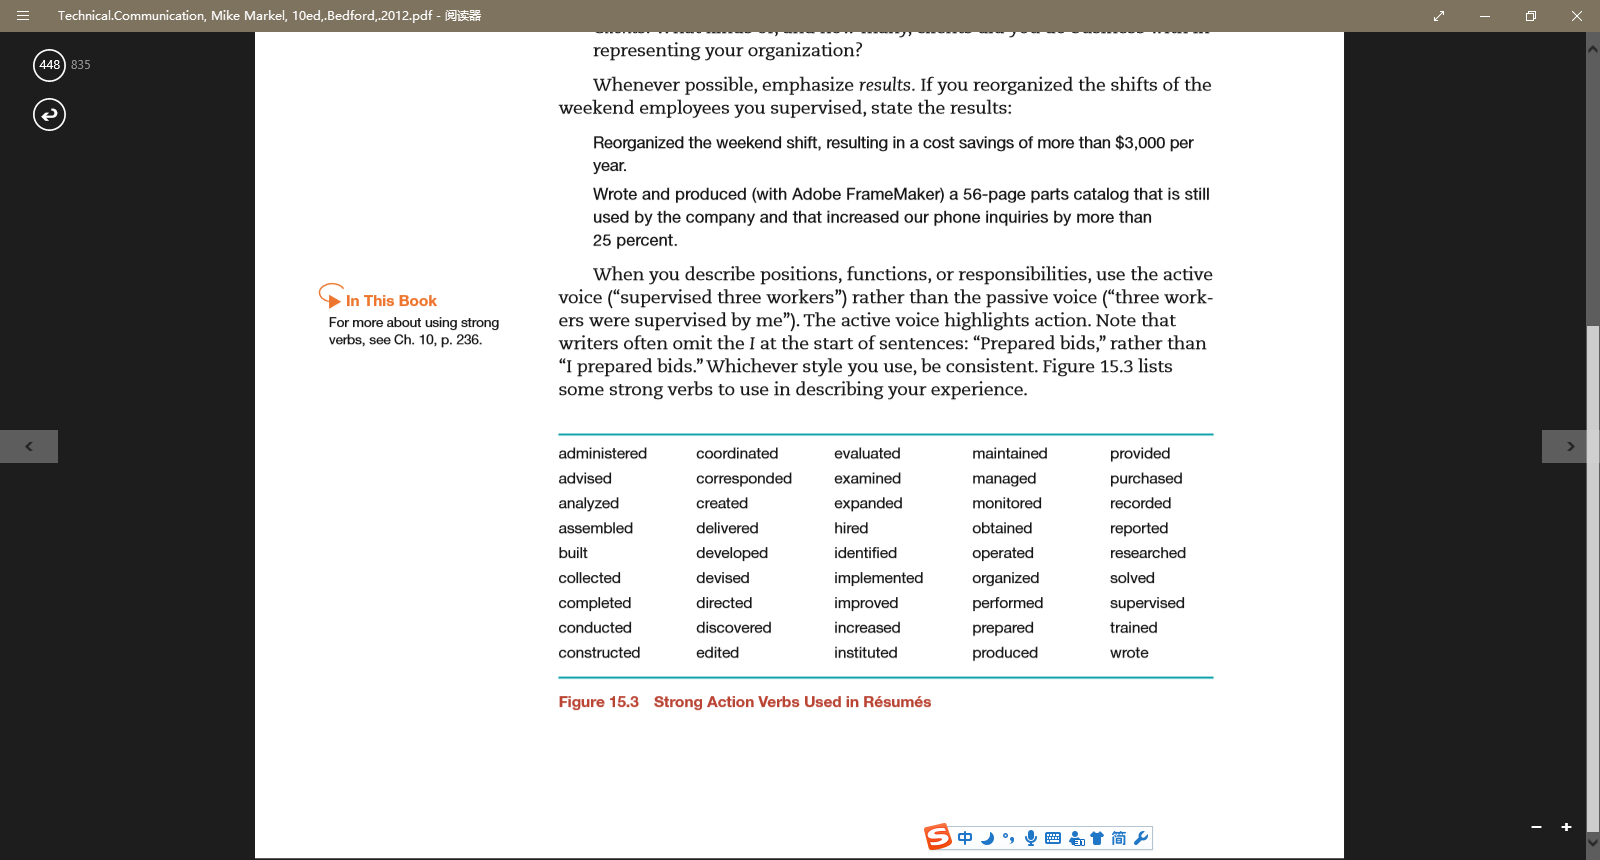 Technical.Communication, Mike Markel, 10ed,.Bedford,.2012.pdf - 阅读器
448 835
representing your organization?
Whenever possible, emphasize results. If you reorganized the shifts of the
weekend employees you supervised, state the results:
Reorganized the weekend shift, resulting in a cost savings of more than $3,000 per
year.
Wrote and produced (with Adobe FrameMaker) a 56-page parts catalog that is still
used by the company and that increased our phone inquiries by more than
25 percent.
When you describe positions, functions, or responsibilities, use the active
voice (“supervised three workers”) rather than the passive voice (“three work-
ers were supervised by me”). The active voice highlights action. Note that
writers often omit the I at the start of sentences: “Prepared bids,” rather than
“I prepared bids.” Whichever style you use, be consistent. Figure 15.3 lists
some strong verbs to use in describing your experience.
In This Book
For more about using strong
verbs, see Ch. 10, p. 236.
administered coordinated evaluated maintained provided
advised corresponded examined managed purchased
analyzed created expanded monitored recorded
assembled delivered hired obtained reported
built developed identified operated researched
collected devised implemented organized solved
completed directed improved performed supervised
conducted discovered increased prepared trained
constructed edited instituted produced wrote
Figure 15.3 Strong Action Verbs Used in Résumés
S 中 简